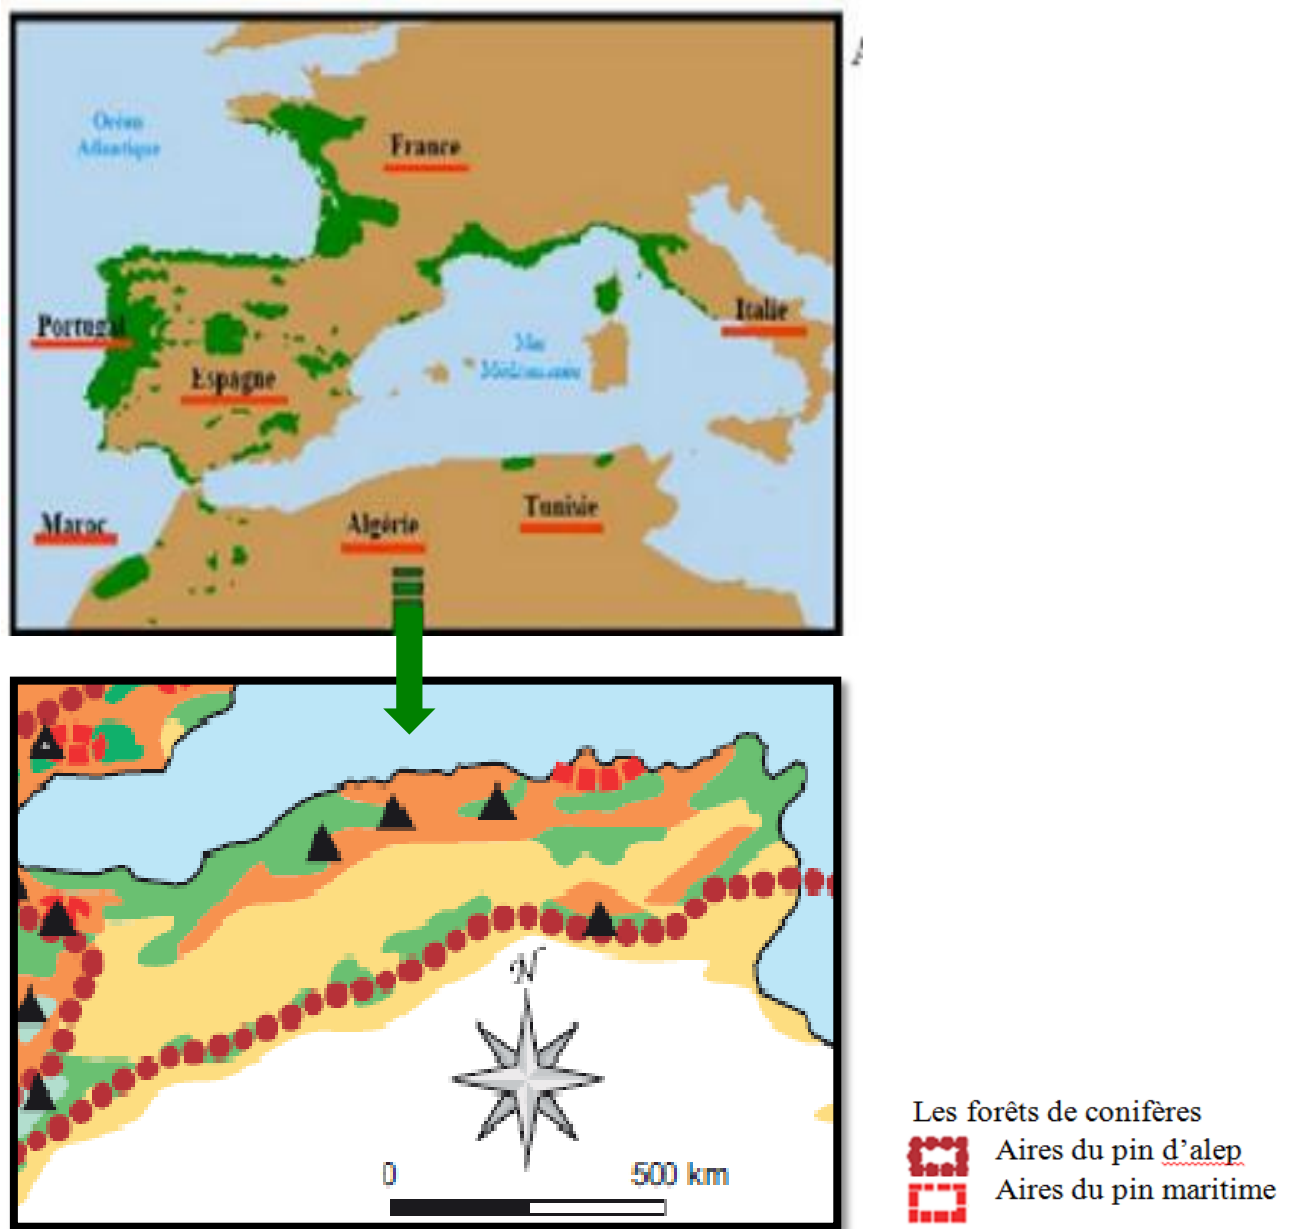 Océan
Atlantique
France
Portugal
Italie
Mer
Espagne
Tunisie
Maroc
Algérie
N
0 500 km
Les forêts de conifères
Aires du pin d’alep
Aires du pin maritime